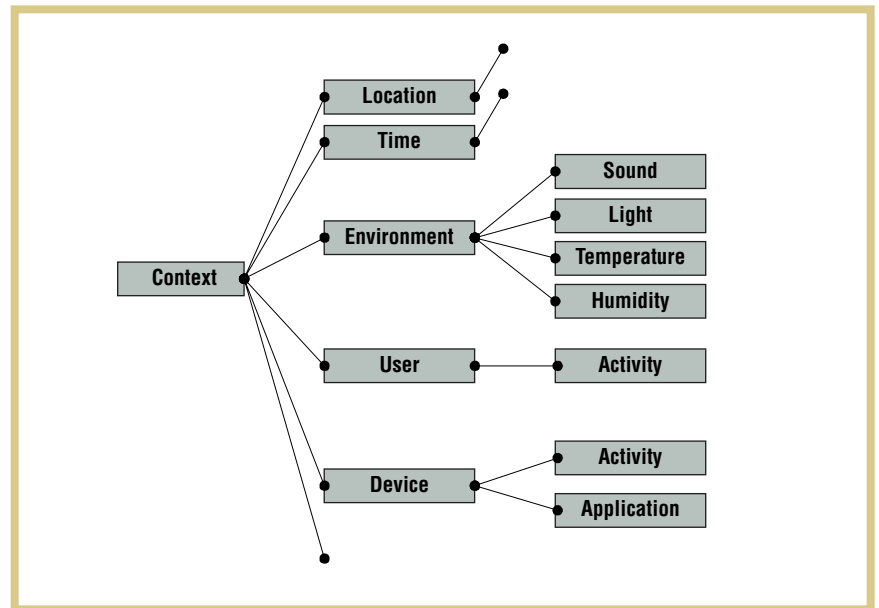 Location
Time
Sound
Light
Environment
Temperature
Context
Humidity
User
Activity
Activity
Device
Application